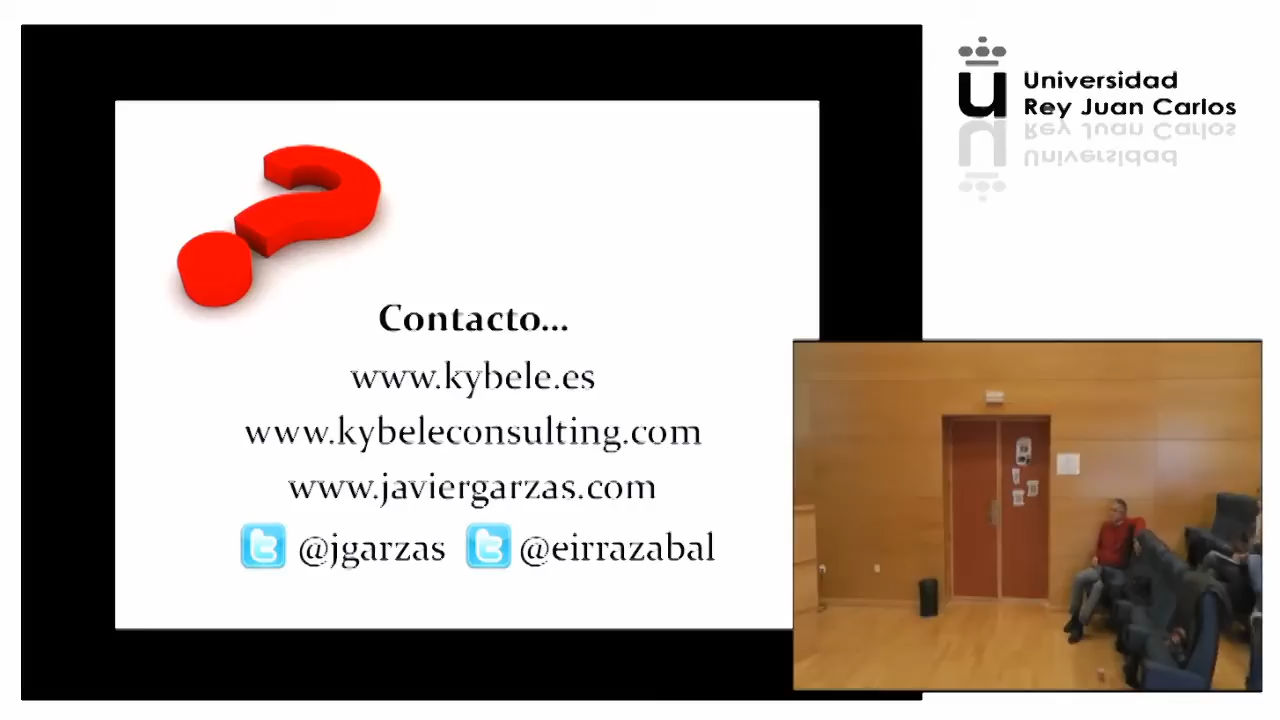 Contacto...
www.kybele.es
www.kybeleconsulting.com
www.javiergarzas.com
@jgarzas @eirrazabal
Universidad
Rey Juan Carlos